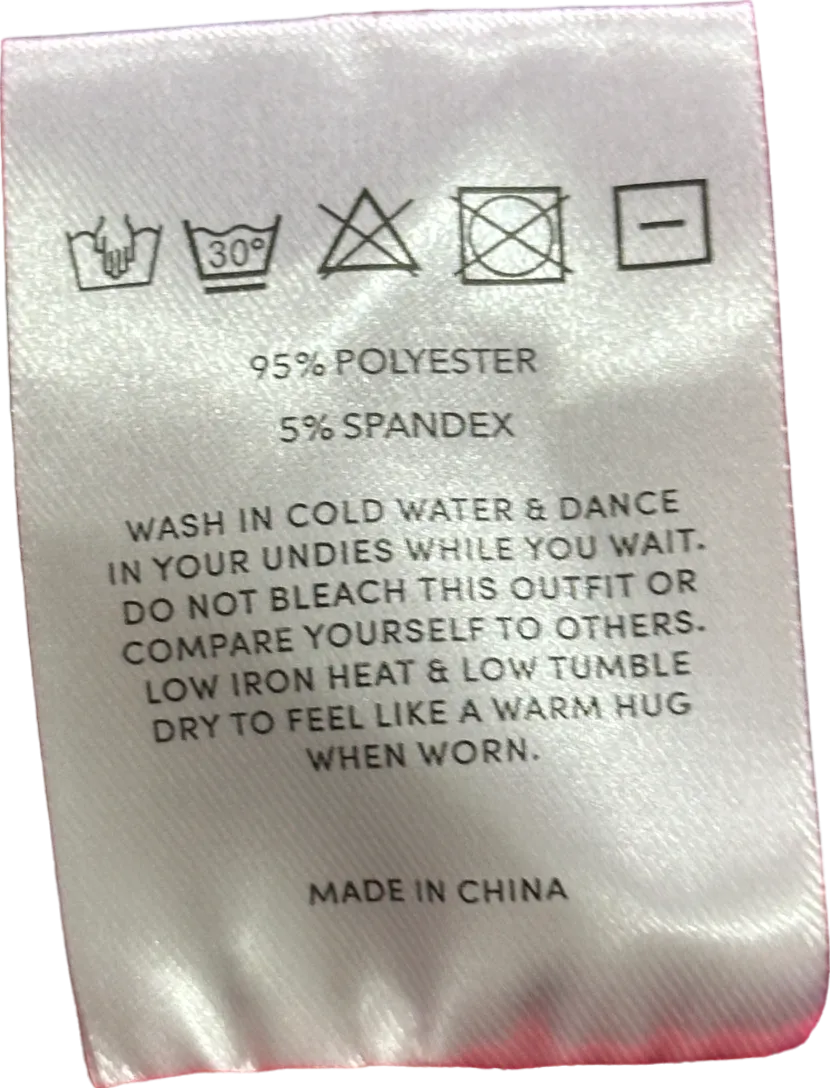 30°
95% POLYESTER
5% SPANDEX
WASH IN COLD WATER & DANCE
IN YOUR UNDIES WHILE YOU WAIT.
DO NOT BLEACH THIS OUTFIT OR
COMPARE YOURSELF TO OTHERS.
LOW IRON HEAT & LOW TUMBLE
DRY TO FEEL LIKE A WARM HUG
WHEN WORN.
MADE IN CHINA